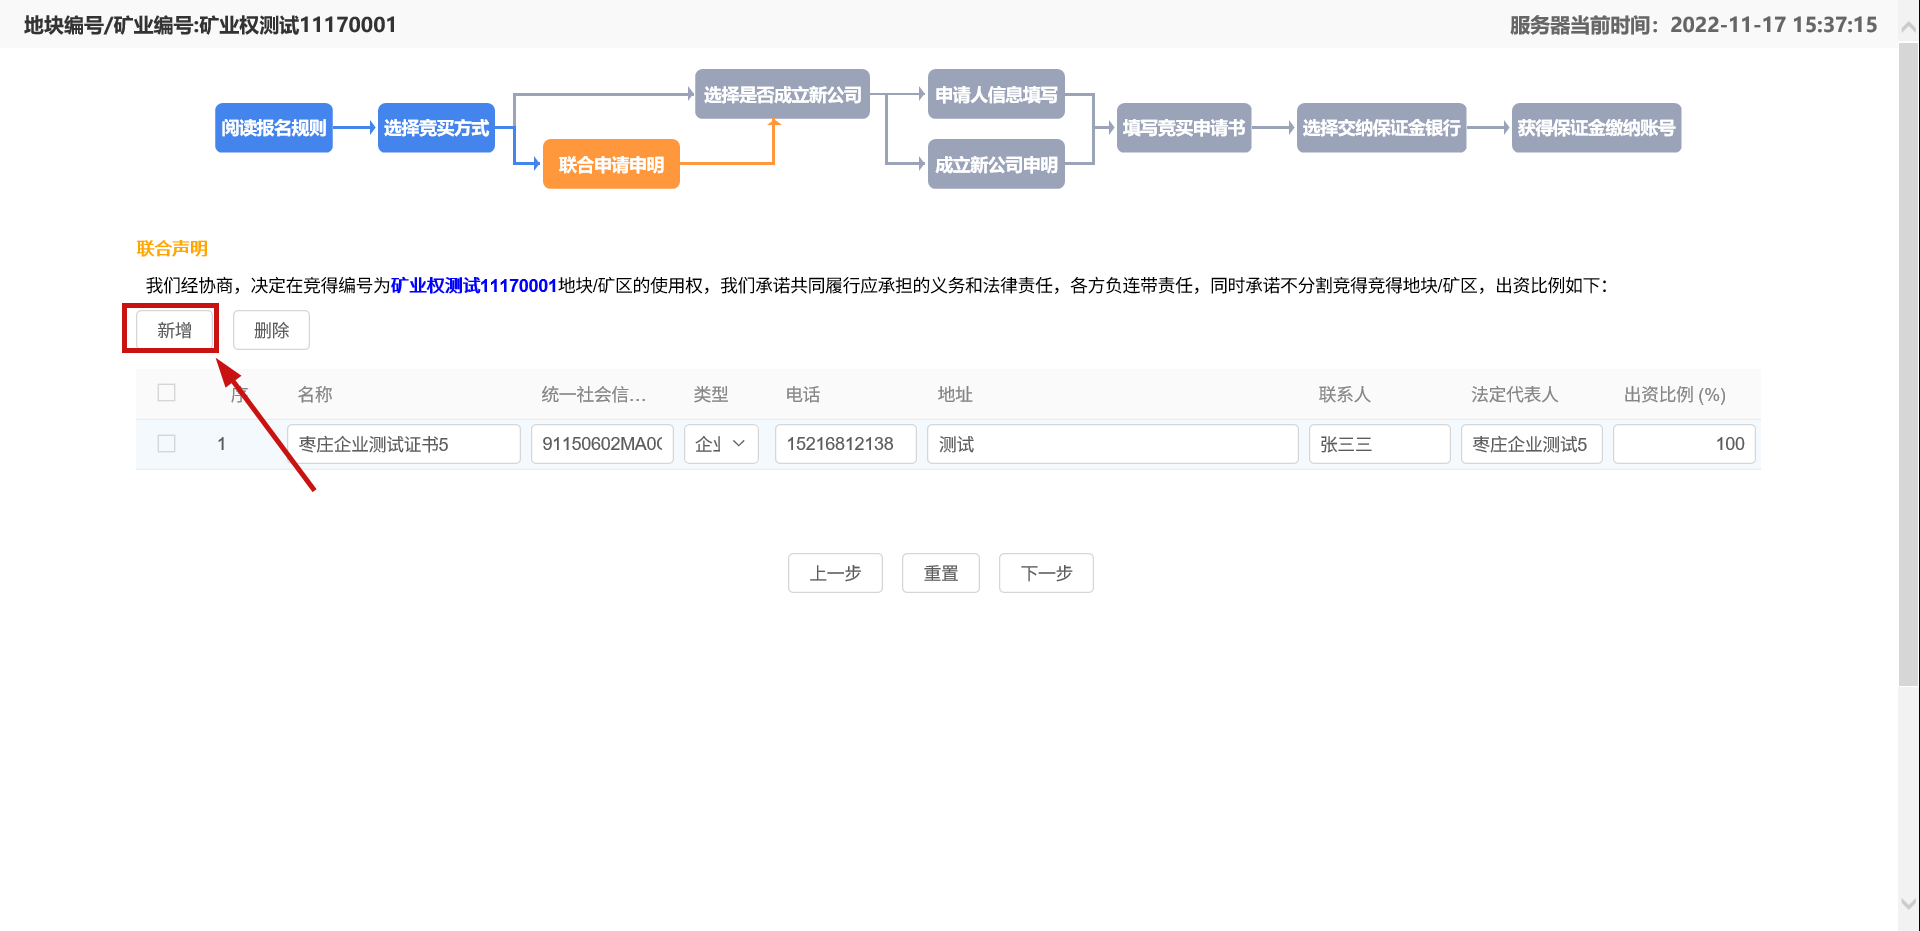 地块编号/矿业编号:矿业权测试11170001
服务器当前时间：2022-11-17 15:37:15
阅读报名规则
选择竞买方式
选择是否成立新公司
联合申请申明
申请人信息填写
成立新公司申明
填写竞买申请书
选择交纳保证金银行
获得保证金缴纳账号
联合声明
我们经协商，决定在竞得编号为矿业权测试11170001地块/矿区的使用权，我们承诺共同履行应承担的义务和法律责任，各方负连带责任，同时承诺不分割竞得竞得地块/矿区，出资比例如下：
新增 删除
序 名称 统一社会信... 类型 电话 地址 联系人 法定代表人 出资比例 (%)
1 枣庄企业测试证书5 91150602MA0 企业 15216812138 测试 张三三 枣庄企业测试5 100
上一步 重置 下一步